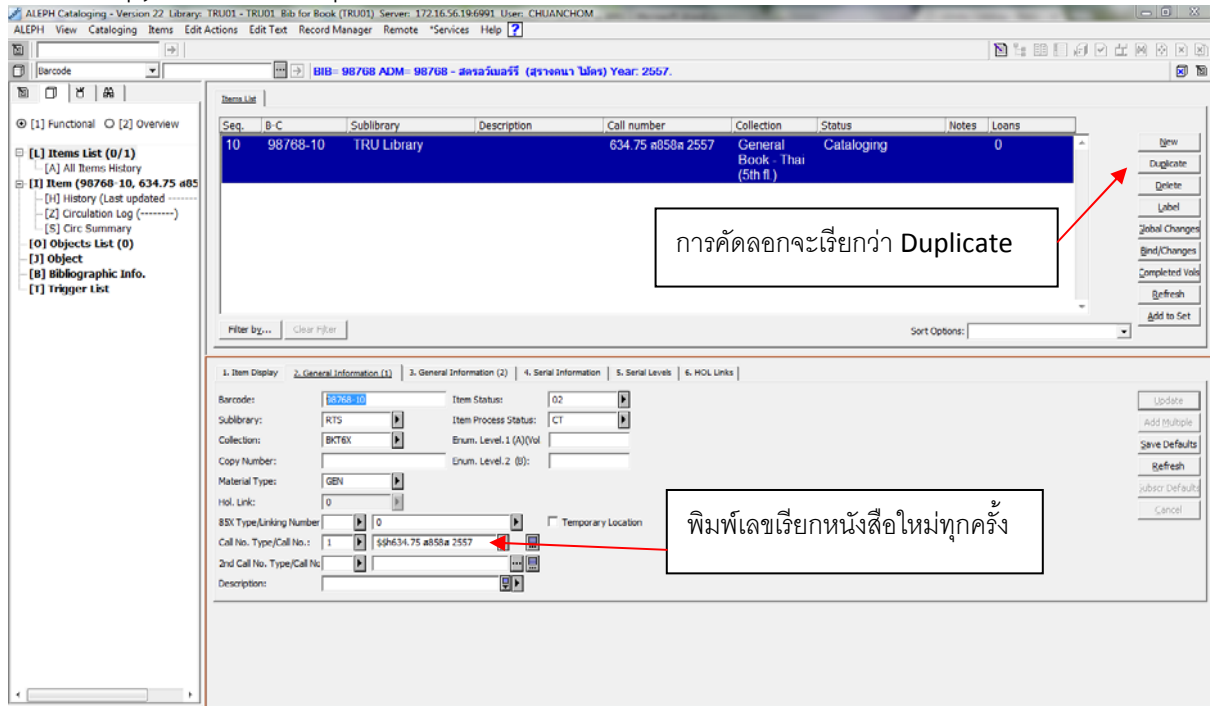 ALEPH Cataloging - Version 22 Library: TRU01 - TRU01 Bib for Book (TRU01) Server: 172.16.56.19:6991 User: CHUANCHOM
ALEPH View Cataloging Items Edit Actions Edit Text Record Manager Remote *Services Help ?
Barcode
BIB= 98768 ADM= 98768 - สตรอว์เบอร์รี (สุรางคนา ไม้ตร) Year: 2557.
Items List
[1] Functional [2] Overview
Seq. B-C Sublibrary Description Call number Collection Status Notes Loans
10 98768-10 TRU Library 634.75 ส858ส 2557 General Book - Thai (5th fl.) Cataloging 0
[L] Items List (0/1)
[A] All Items History
[I] Item (98768-10, 634.75 ส85
[H] History (Last updated --------
[Z] Circulation Log (--------)
[S] Circ Summary
[O] Objects List (0)
[J] Object
[B] Bibliographic Info.
[T] Trigger List
New
Duplicate
Delete
Label
Global Changes
Bind/Changes
Completed Vols
Refresh
Add to Set
การคัดลอกจะเรียกว่า Duplicate
Filter by... Clear Filter Sort Options:
1. Item Display 2. General Information (1) 3. General Information (2) 4. Serial Information 5. Serial Levels 6. HOL Links
Barcode: 98768-10 Item Status: 02
Sublibrary: RTS Item Process Status: CT
Collection: BKT6X Enum. Level.1 (A)(Vol
Copy Number: Enum. Level.2 (B):
Material Type: GEN
Hol. Link: 0
85X Type/Linking Number 0 Temporary Location
Call No. Type/Call No.: 1 $$h634.75 ส858ส 2557
2nd Call No. Type/Call Nc
Description:
พิมพ์เลขเรียกหนังสือใหม่ทุกครั้ง
Update
Add Multiple
Save Defaults
Refresh
Subscr Defaults
Cancel